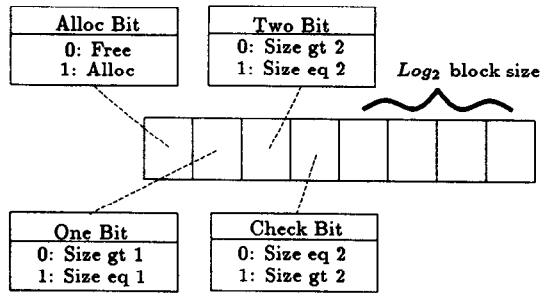 Alloc Bit
0: Free
1: Alloc
Two Bit
0: Size gt 2
1: Size eq 2
Log₂ block size
One Bit
0: Size gt 1
1: Size eq 1
Check Bit
0: Size eq 2
1: Size gt 2